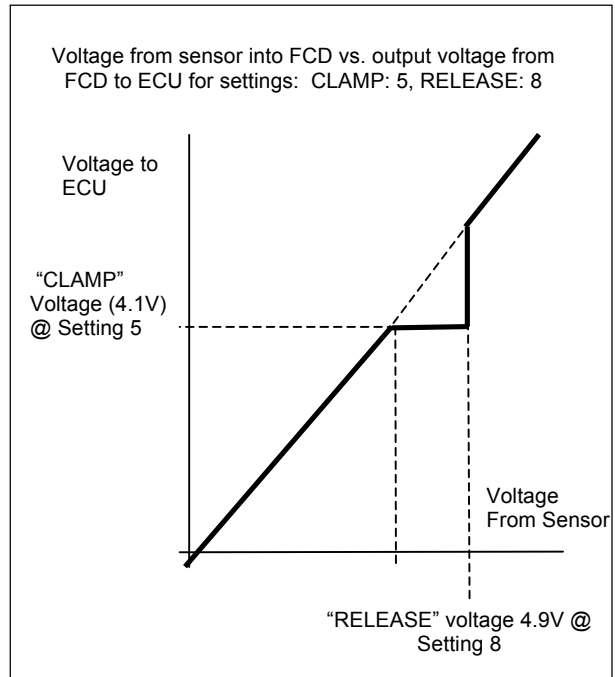 Voltage from sensor into FCD vs. output voltage from
FCD to ECU for settings:  CLAMP: 5, RELEASE: 8
Voltage to
ECU
“CLAMP”
Voltage (4.1V)
@ Setting 5
Voltage
From Sensor
“RELEASE” voltage 4.9V @
Setting 8